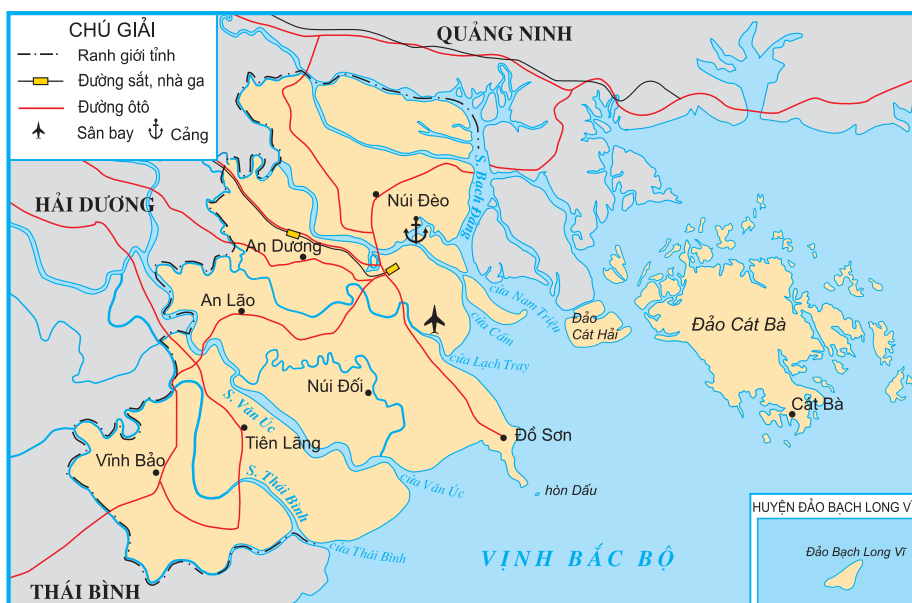 CHÚ GIẢI
Ranh giới tỉnh
Đường sắt, nhà ga
Đường ôtô
Sân bay
Cảng
QUẢNG NINH
HẢI DƯƠNG
S. Bạch Đằng
Núi Đèo
An Dương
An Lão
cửa Nam Triệu
cửa Cấm
cửa Lạch Tray
Đảo
Cát Hải
Đảo Cát Bà
Cát Bà
Núi Đối
S. Văn Úc
Tiên Lãng
Đồ Sơn
Vĩnh Bảo
S. Thái Bình
cửa Văn Úc
hòn Dấu
cửa Thái Bình
VỊNH BẮC BỘ
THÁI BÌNH
HUYỆN ĐẢO BẠCH LONG VĨ
Đảo Bạch Long Vĩ